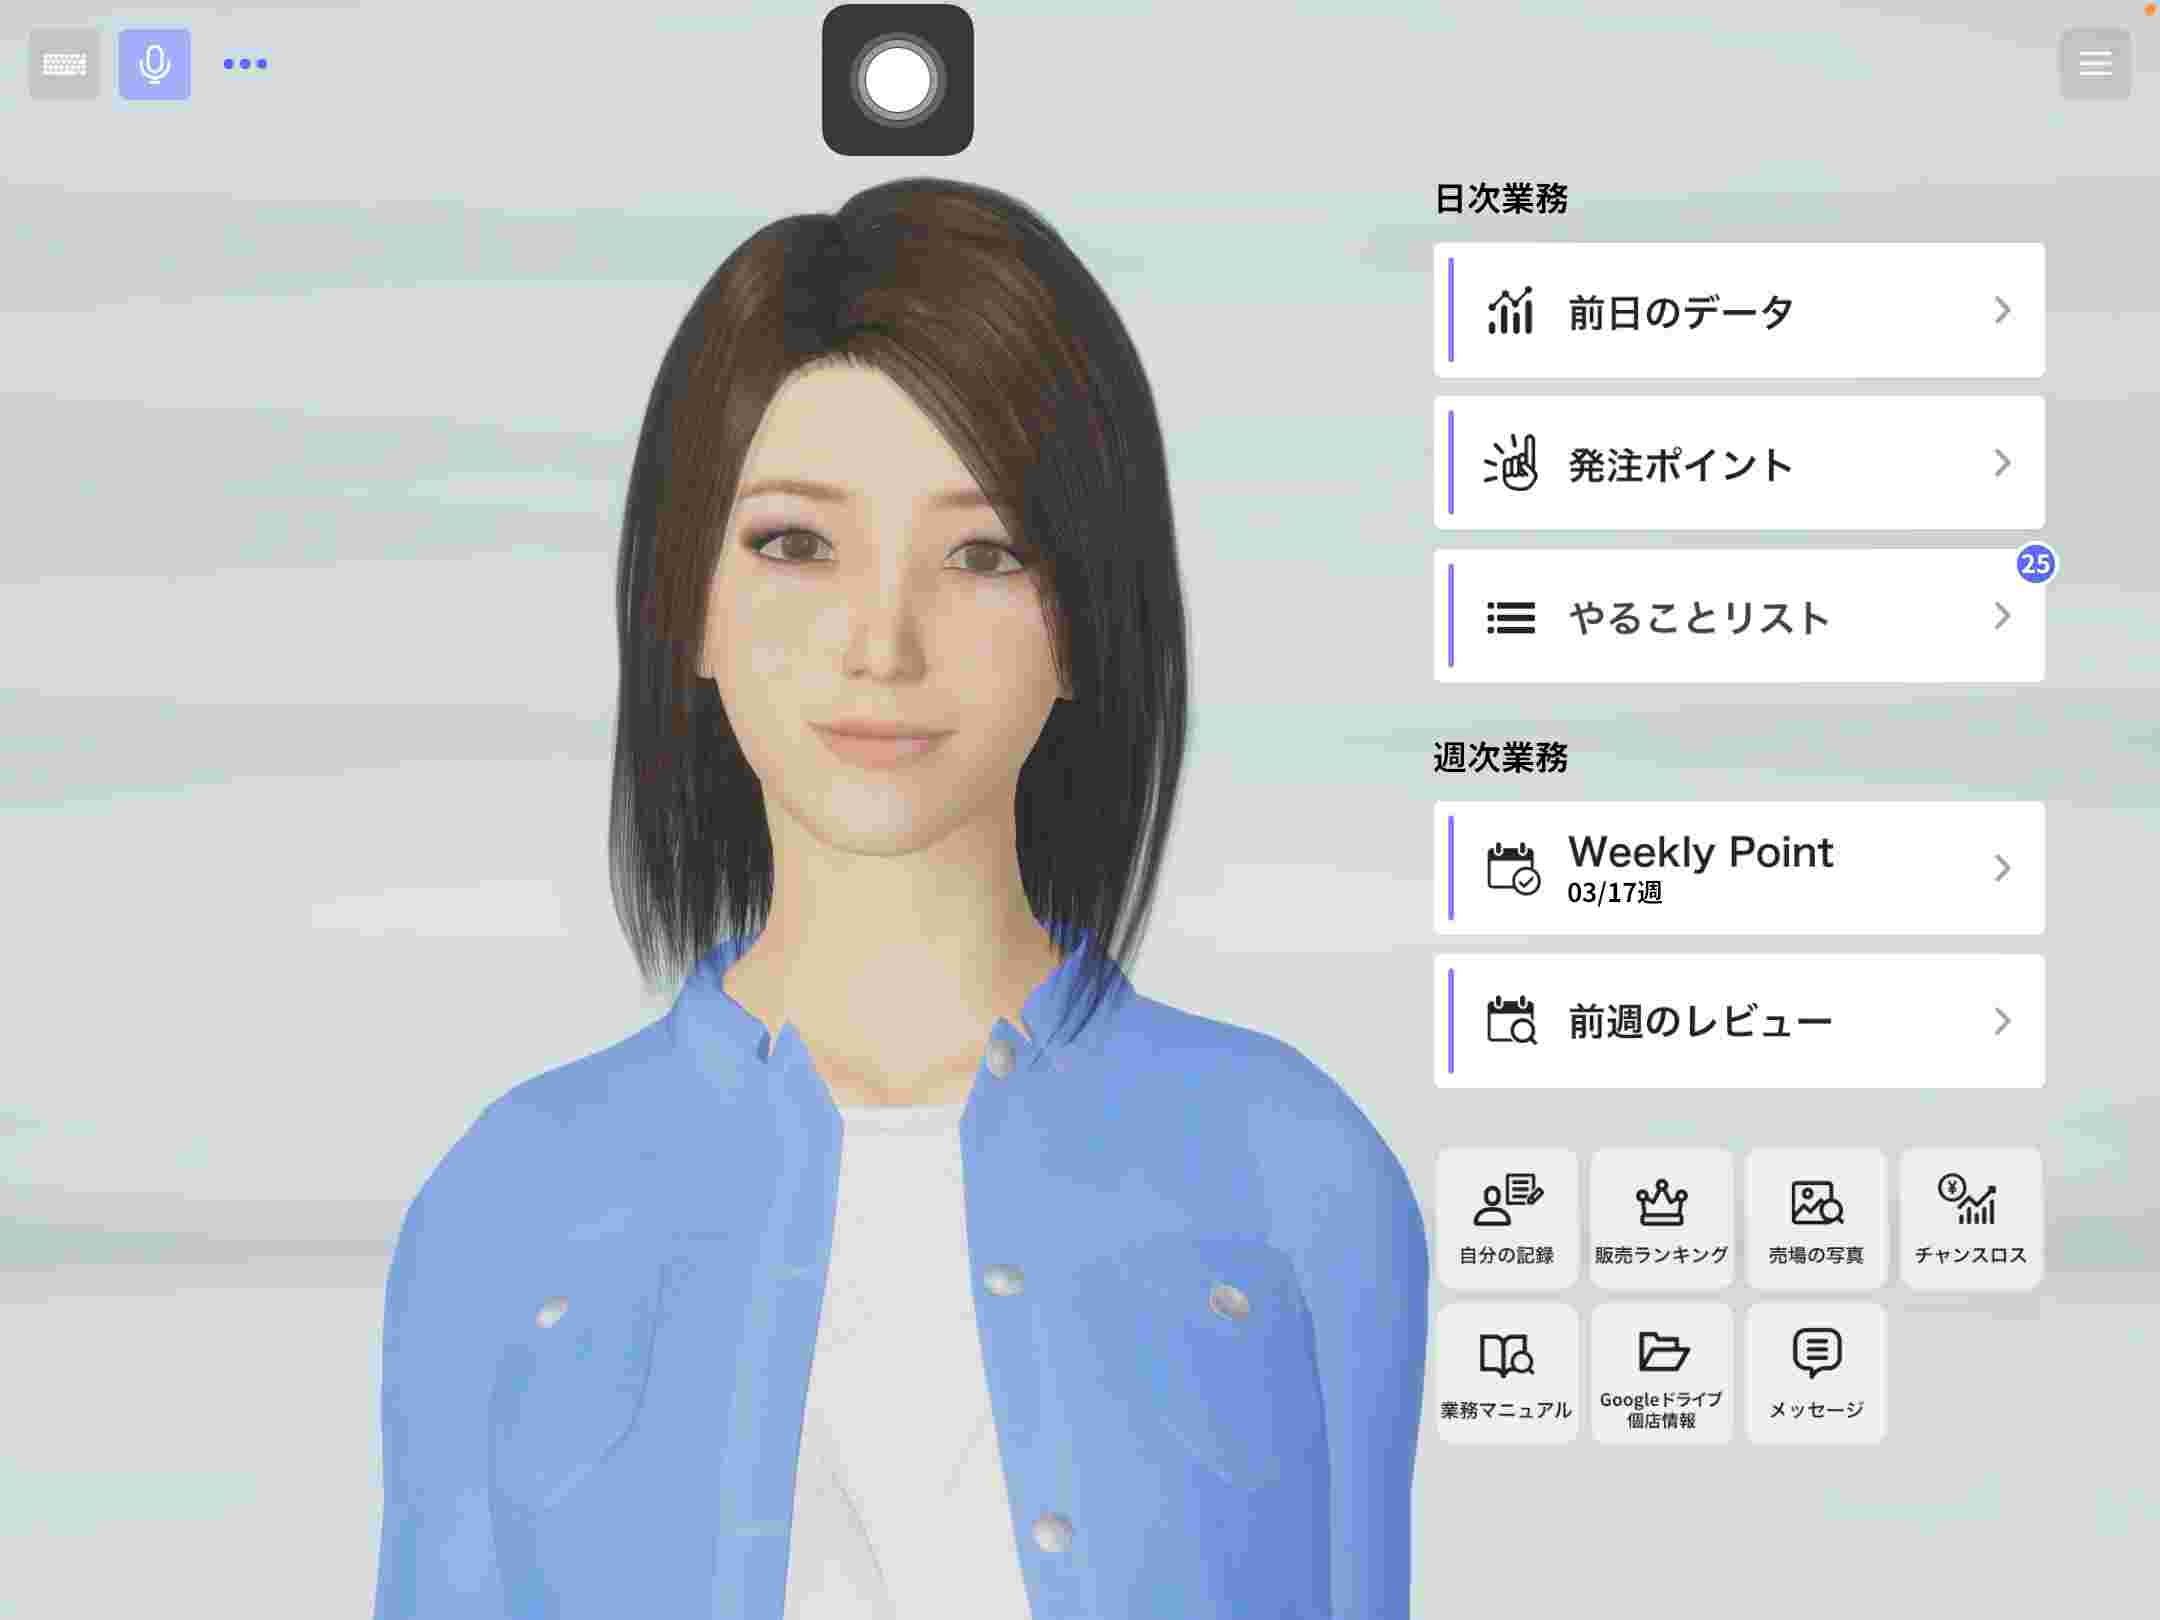 日次業務
前日のデータ
発注ポイント
25
やることリスト
週次業務
Weekly Point
03/17週
前週のレビュー
自分の記録
販売ランキング
売場の写真
チャンスロス
業務マニュアル
Googleドライブ
個店情報
メッセージ